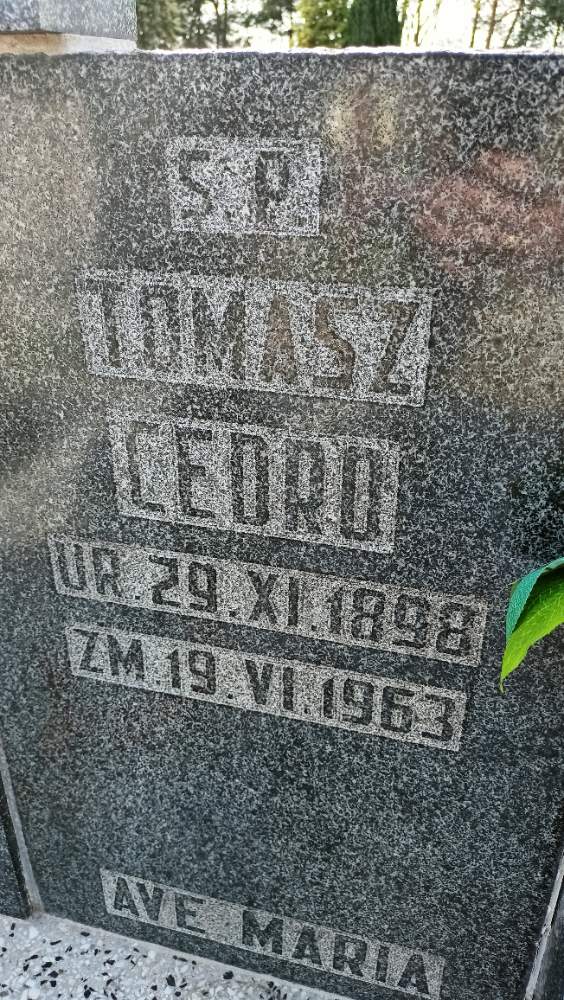 S.P.
TOMASZ
CEDRO
UR.29.XI.1898
ZM.19.VI.1963
AVE MARIA